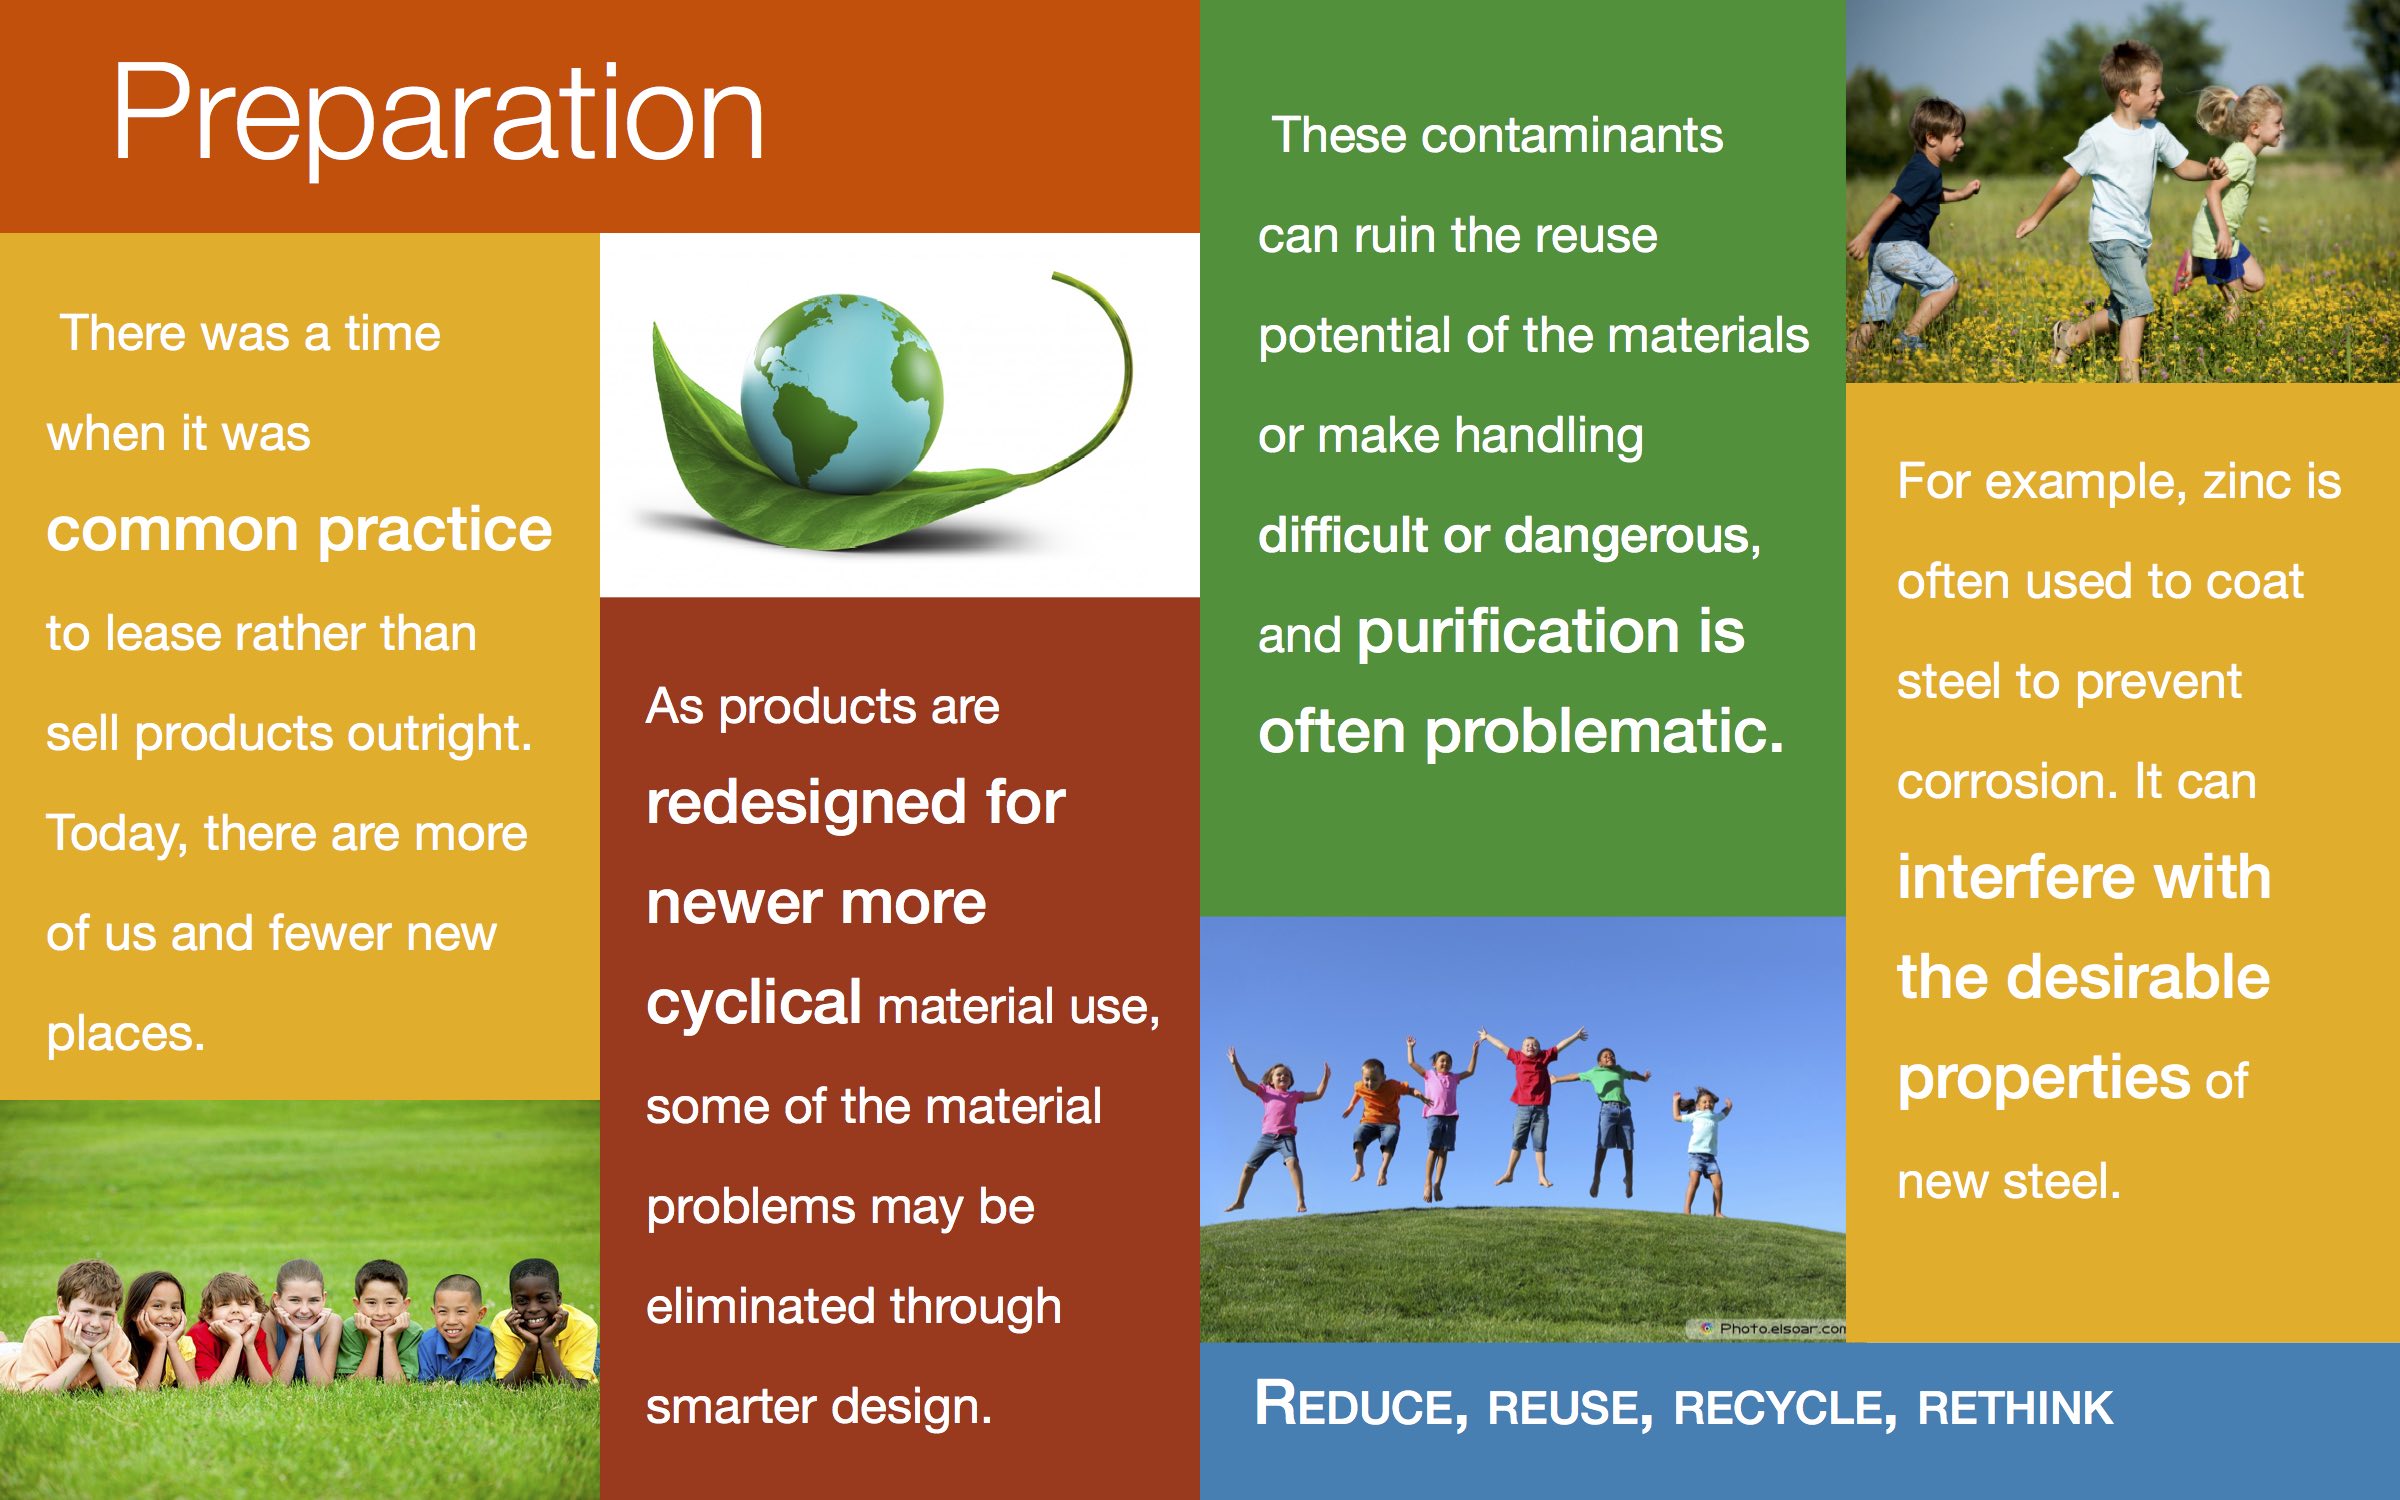 Preparation
There was a time
when it was
common practice
to lease rather than
sell products outright.
Today, there are more
of us and fewer new
places.
As products are
redesigned for
newer more
cyclical material use,
some of the material
problems may be
eliminated through
smarter design.
These contaminants
can ruin the reuse
potential of the materials
or make handling
difficult or dangerous,
and purification is
often problematic.
For example, zinc is
often used to coat
steel to prevent
corrosion. It can
interfere with
the desirable
properties of
new steel.
Photo.elsoar.com
REDUCE, REUSE, RECYCLE, RETHINK